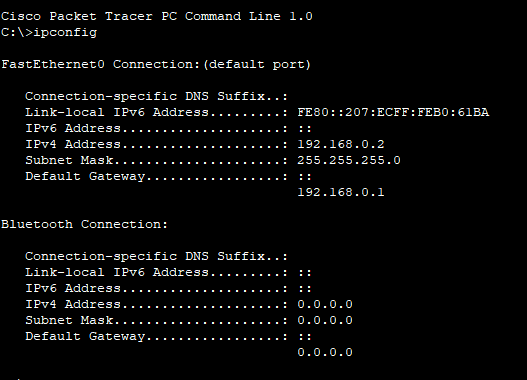 Cisco Packet Tracer PC Command Line 1.0
C:\>ipconfig
FastEthernet0 Connection:(default port)
Connection-specific DNS Suffix..:
Link-local IPv6 Address.........: FE80::207:ECFF:FEB0:61BA
IPv6 Address....................: ::
IPv4 Address....................: 192.168.0.2
Subnet Mask.....................: 255.255.255.0
Default Gateway.................: ::
192.168.0.1
Bluetooth Connection:
Connection-specific DNS Suffix..:
Link-local IPv6 Address.........: ::
IPv6 Address....................: ::
IPv4 Address....................: 0.0.0.0
Subnet Mask.....................: 0.0.0.0
Default Gateway.................: ::
0.0.0.0